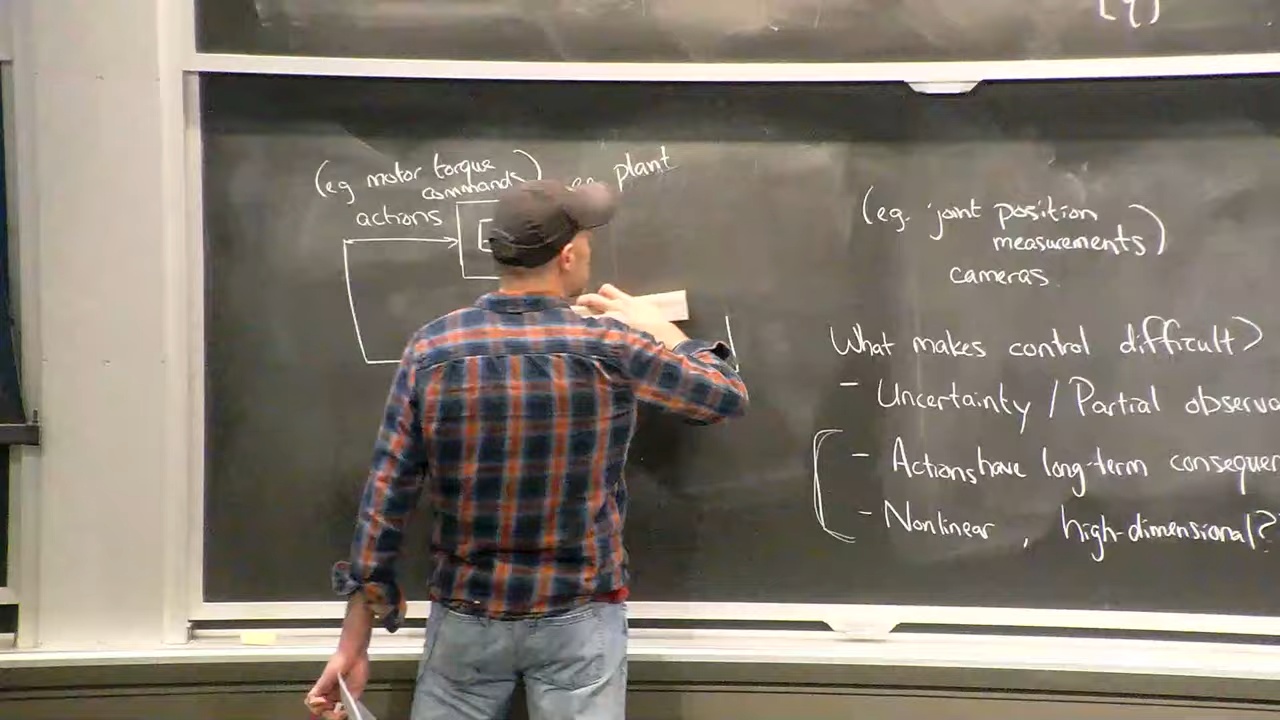 (eg motor torque
commands)
plant
actions
(eg. joint position
measurements)
cameras.
What makes control difficult?
- Uncertainty / Partial observa
- Actions have long-term consequen
- Nonlinear, high-dimensional?